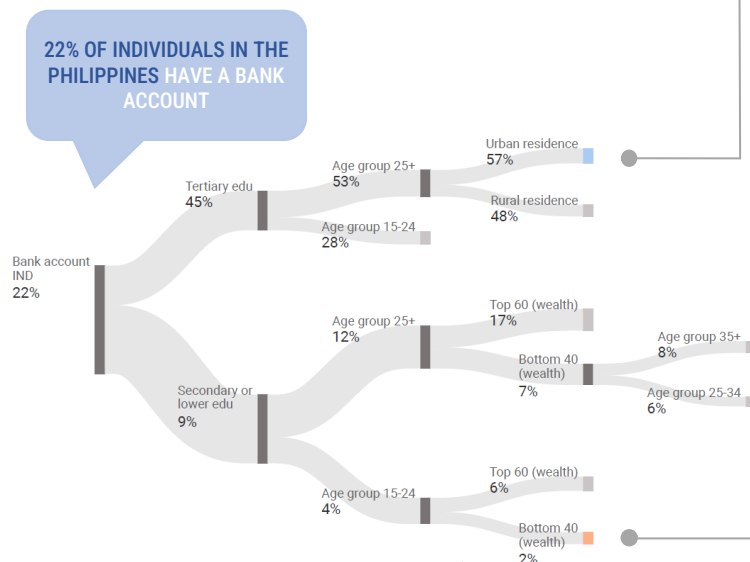 22% OF INDIVIDUALS IN THE
PHILIPPINES HAVE A BANK
ACCOUNT
Urban residence
57%
Age group 25+
53%
Tertiary edu
45%
Rural residence
48%
Age group 15-24
28%
Bank account
IND
22%
Top 60 (wealth)
17%
Age group 25+
12%
Age group 35+
8%
Bottom 40
(wealth)
7%
Age group 25-34
6%
Secondary or
lower edu
9%
Top 60 (wealth)
6%
Age group 15-24
4%
Bottom 40
(wealth)
2%